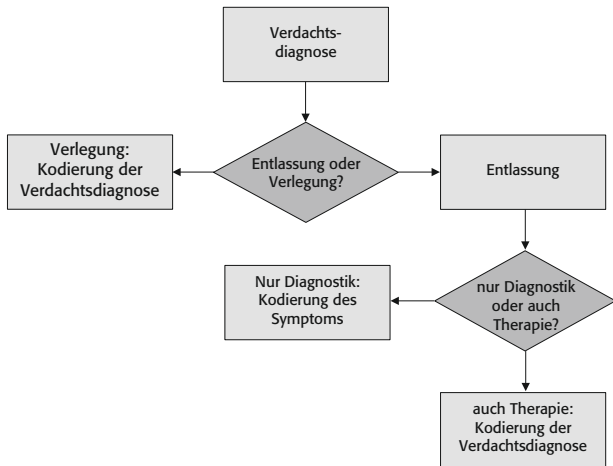 Verdachts-
diagnose
Entlassung oder
Verlegung?
Verlegung:
Kodierung der
Verdachtsdiagnose
Entlassung
nur Diagnostik
oder auch
Therapie?
Nur Diagnostik:
Kodierung des
Symptoms
auch Therapie:
Kodierung der
Verdachtsdiagnose